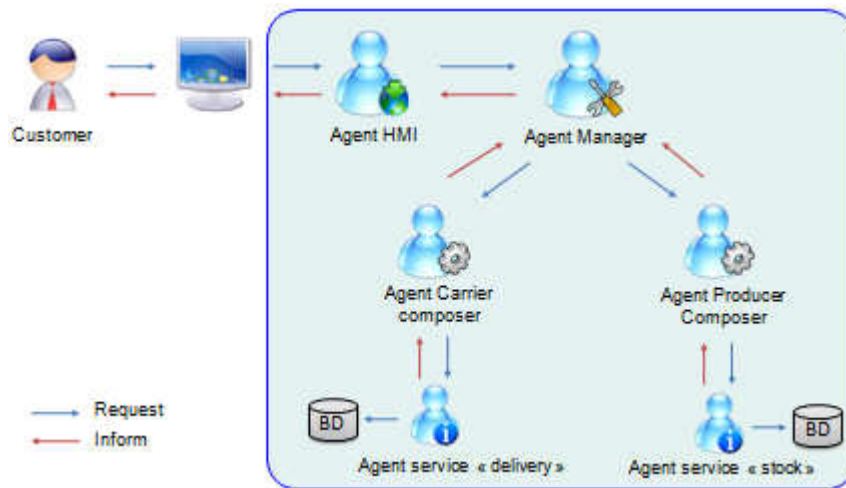 Customer
Agent HMI
Agent Manager
Agent Carrier
composer
Agent Producer
Composer
Request
Inform
BD
BD
Agent service « delivery »
Agent service « stock »